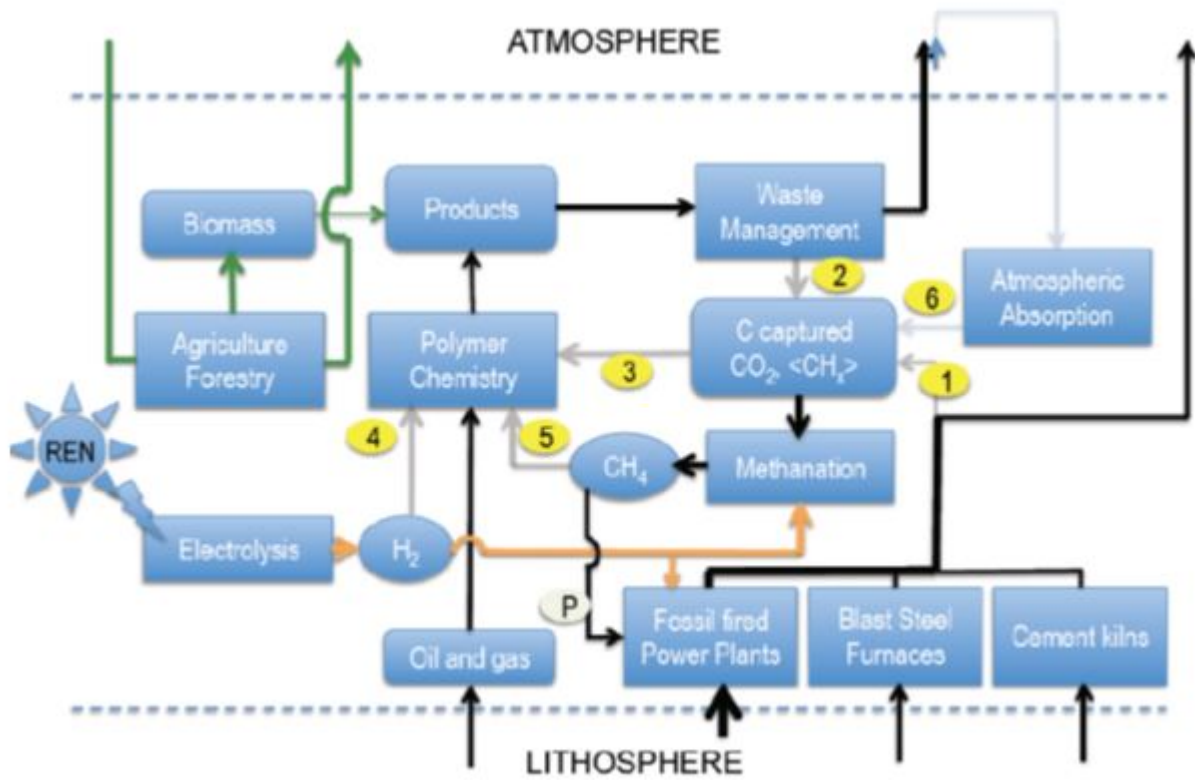 ATMOSPHERE
Biomass
Products
Waste
Management
2
6
Atmospheric
Absorption
Agriculture
Forestry
Polymer
Chemistry
3
C captured
CO₂, <CHₓ>
1
REN
4
5
CH₄
Methanation
Electrolysis
H₂
P
Oil and gas
Fossil fired
Power Plants
Blast Steel
Furnaces
Cement kilns
LITHOSPHERE